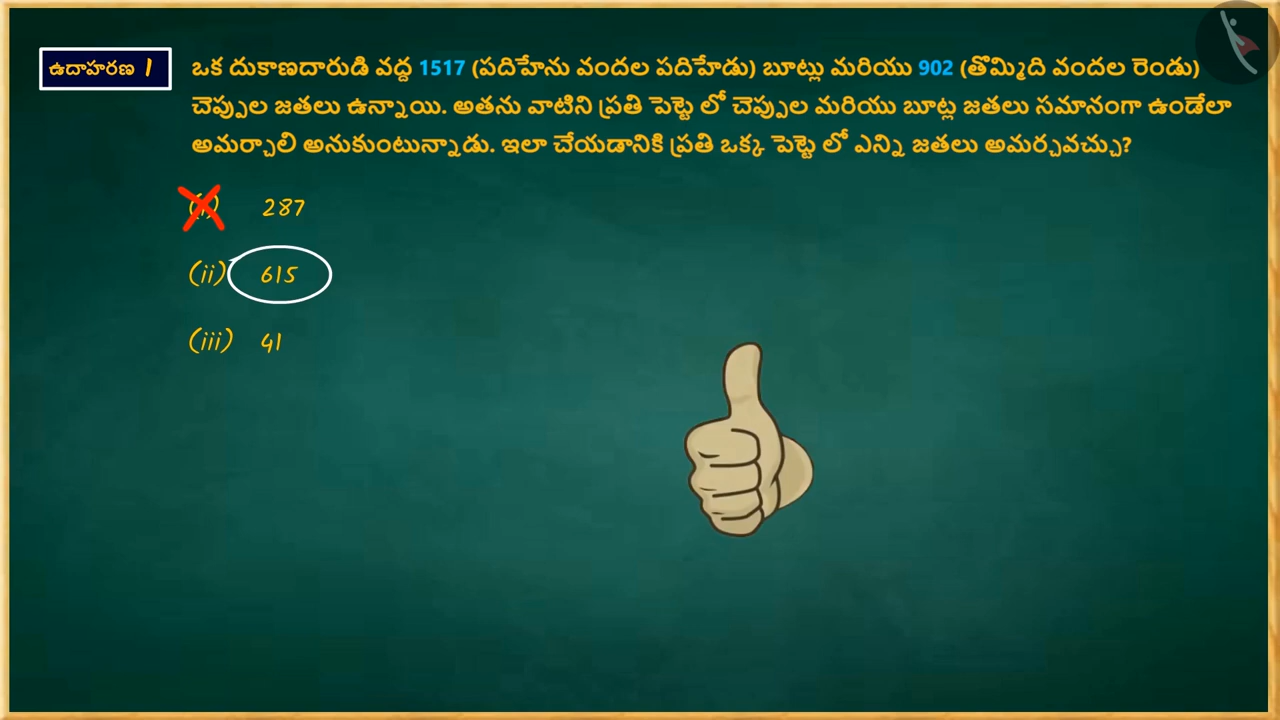 ఉదాహరణ 1
ఒక దుకాణదారుడి వద్ద 1517 (పదిహేను వందల పదిహేడు) బూట్లు మరియు 902 (తొమ్మిది వందల రెండు)
చెప్పుల జతలు ఉన్నాయి. అతను వాటిని ప్రతి పెట్టె లో చెప్పుల మరియు బూట్ల జతలు సమానంగా ఉండేలా
అమర్చాలి అనుకుంటున్నాడు. ఇలా చేయడానికి ప్రతి ఒక్క పెట్టె లో ఎన్ని జతలు అమర్చవచ్చు?
(i) 287
(ii) 615
(iii) 41